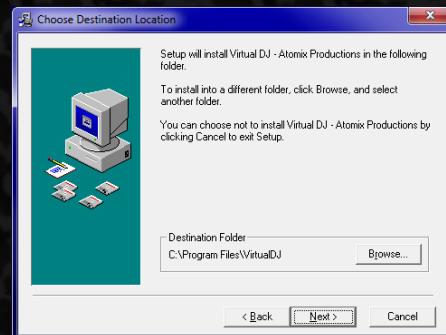 Choose Destination Location
Setup will install Virtual DJ - Atomix Productions in the following
folder.
To install into a different folder, click Browse, and select
another folder.
You can choose not to install Virtual DJ - Atomix Productions by
clicking Cancel to exit Setup.
Destination Folder
C:\Program Files\VirtualDJ
Browse...
< Back
Next >
Cancel